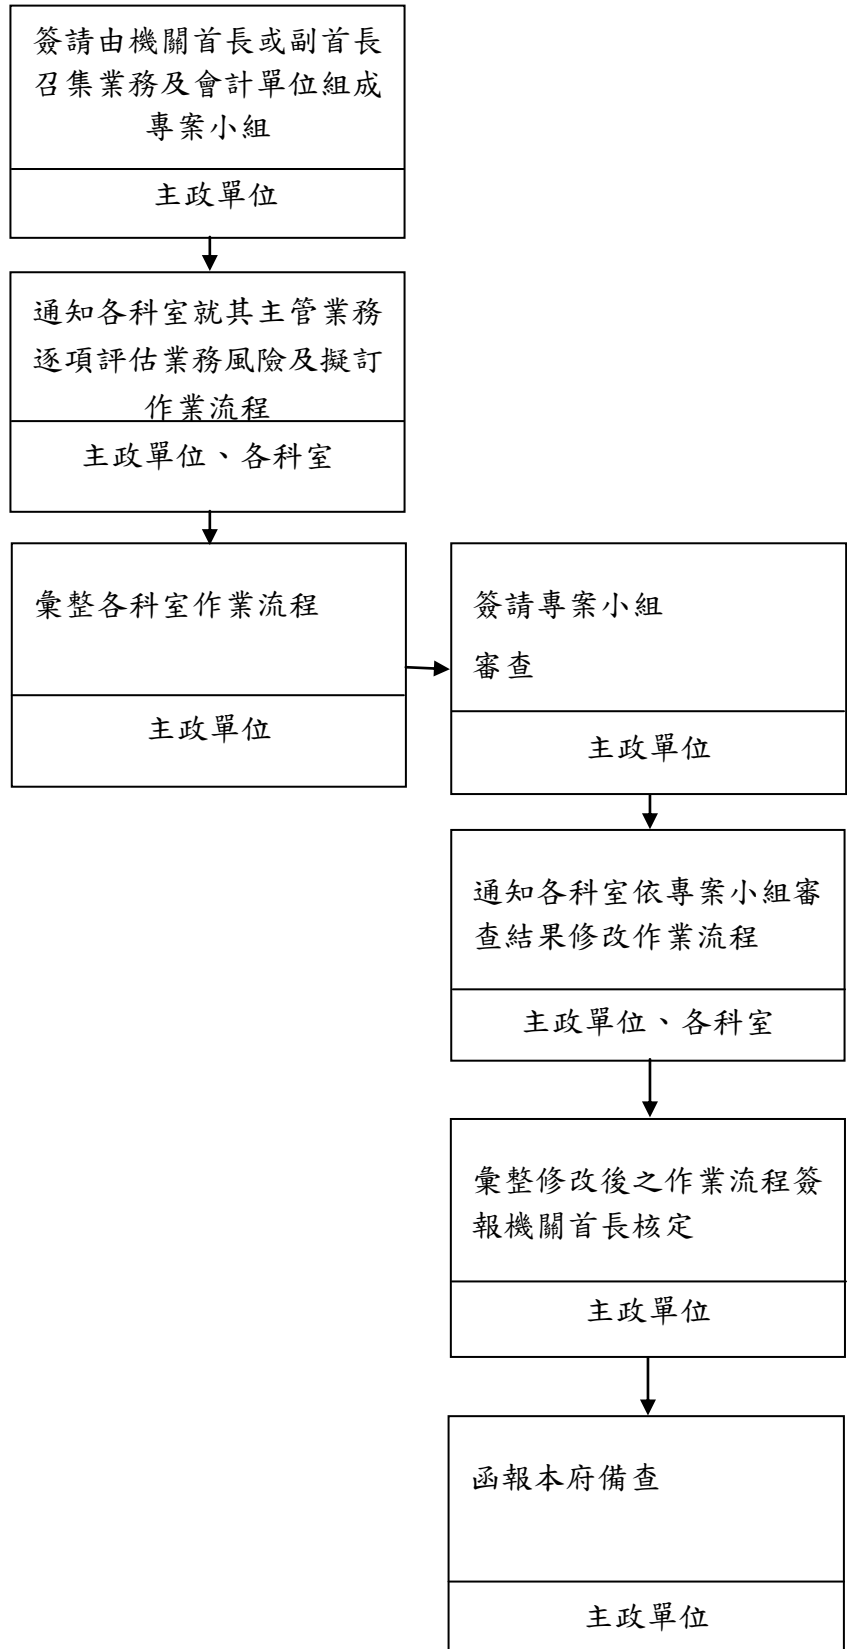 簽請由機關首長或副首長
召集業務及會計單位組成
專案小組
主政單位
通知各科室就其主管業務
逐項評估業務風險及擬訂
作業流程
主政單位、各科室
彙整各科室作業流程
主政單位
簽請專案小組
審查
主政單位
通知各科室依專案小組審
查結果修改作業流程
主政單位、各科室
彙整修改後之作業流程簽
報機關首長核定
主政單位
函報本府備查
主政單位